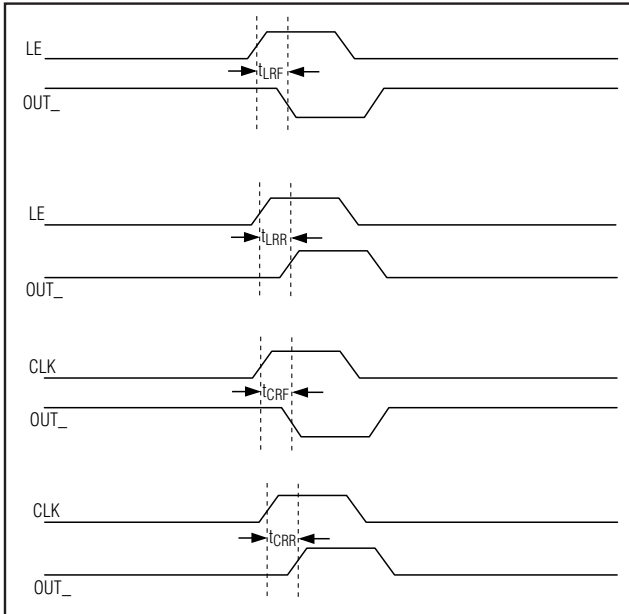 LE
tLRF
OUT_
LE
tLRR
OUT_
CLK
tCRF
OUT_
CLK
tCRR
OUT_